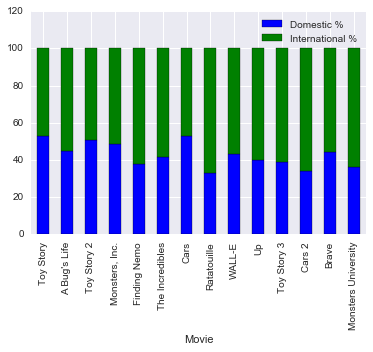 120
100
80
60
40
20
0
Domestic %
International %
Toy Story
A Bug's Life
Toy Story 2
Monsters, Inc.
Finding Nemo
The Incredibles
Cars
Ratatouille
WALL-E
Up
Toy Story 3
Cars 2
Brave
Monsters University
Movie